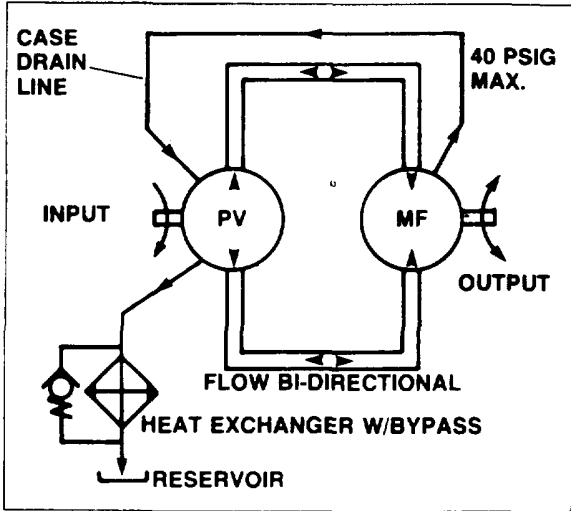 CASE
DRAIN
LINE
40 PSIG
MAX.
INPUT
PV
MF
OUTPUT
FLOW BI-DIRECTIONAL
HEAT EXCHANGER W/BYPASS
RESERVOIR